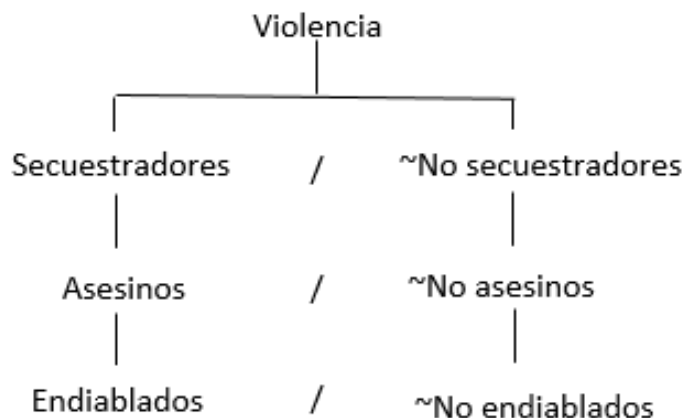 Violencia
Secuestradores / ~No secuestradores
Asesinos / ~No asesinos
Endiablados / ~No endiablados